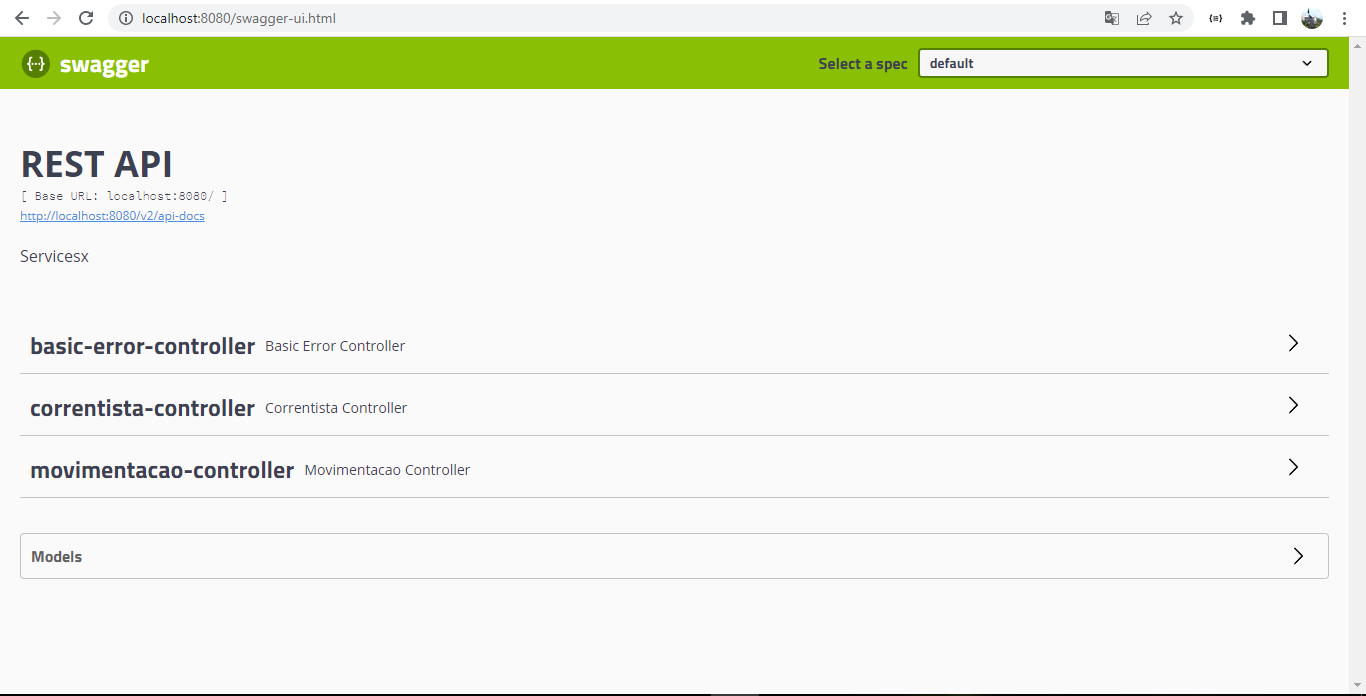 localhost:8080/swagger-ui.html
{··} swagger Select a spec default
REST API
[ Base URL: localhost:8080/ ]
http://localhost:8080/v2/api-docs
Servicesx
basic-error-controller Basic Error Controller
correntista-controller Correntista Controller
movimentacao-controller Movimentacao Controller
Models